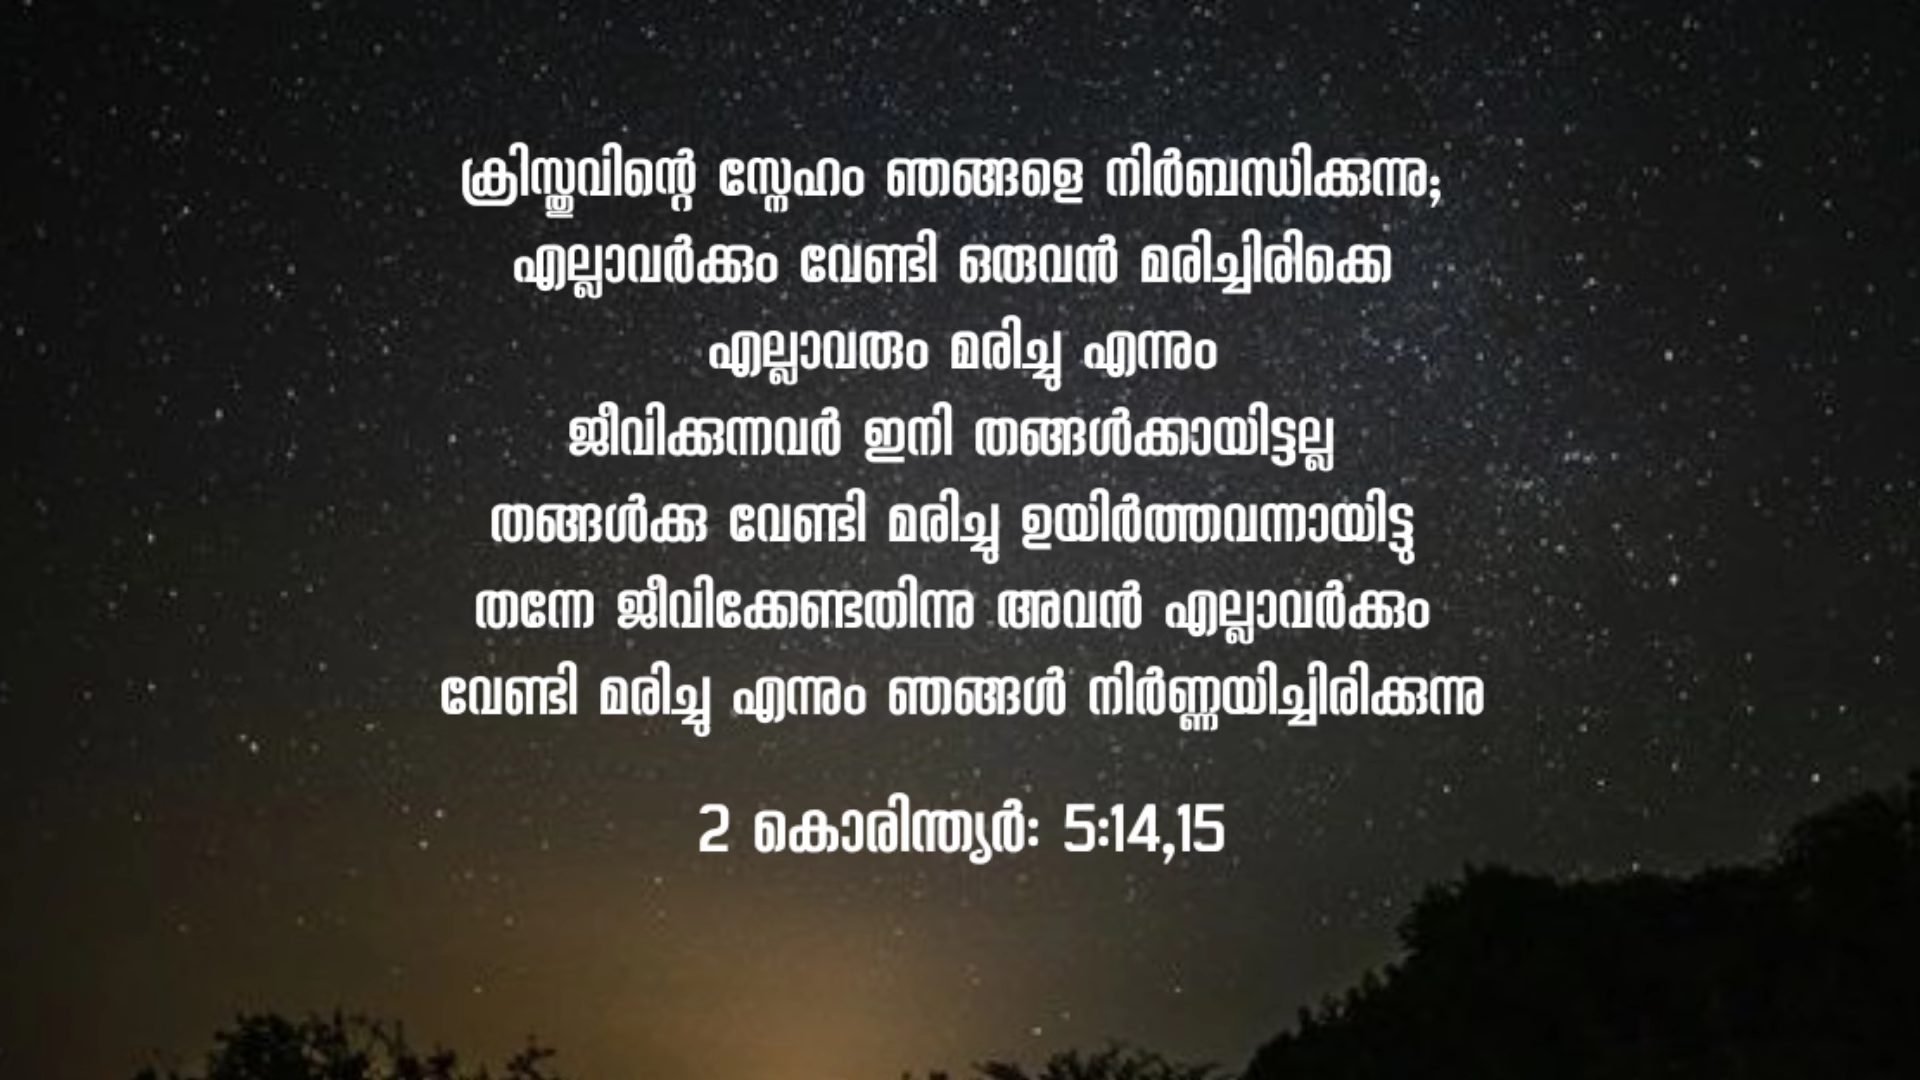 ക്രിസ്തുവിന്റെ സ്നേഹം ഞങ്ങളെ നിർബന്ധിക്കുന്നു;
എല്ലാവർക്കും വേണ്ടി ഒരുവൻ മരിച്ചിരിക്കെ
എല്ലാവരും മരിച്ചു എന്നും
ജീവിക്കുന്നവർ ഇനി തങ്ങൾക്കായിട്ടല്ല
തങ്ങൾക്കു വേണ്ടി മരിച്ചു ഉയിർത്തവന്നായിട്ടു
തന്നേ ജീവിക്കേണ്ടതിന്നു അവൻ എല്ലാവർക്കും
വേണ്ടി മരിച്ചു എന്നും ഞങ്ങൾ നിർണ്ണയിച്ചിരിക്കുന്നു
2 കൊരിന്ത്യർ: 5:14,15